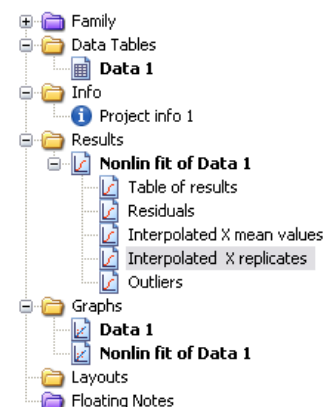 Family
Data Tables
Data 1
Info
Project info 1
Results
Nonlin fit of Data 1
Table of results
Residuals
Interpolated X mean values
Interpolated X replicates
Outliers
Graphs
Data 1
Nonlin fit of Data 1
Layouts
Floating Notes